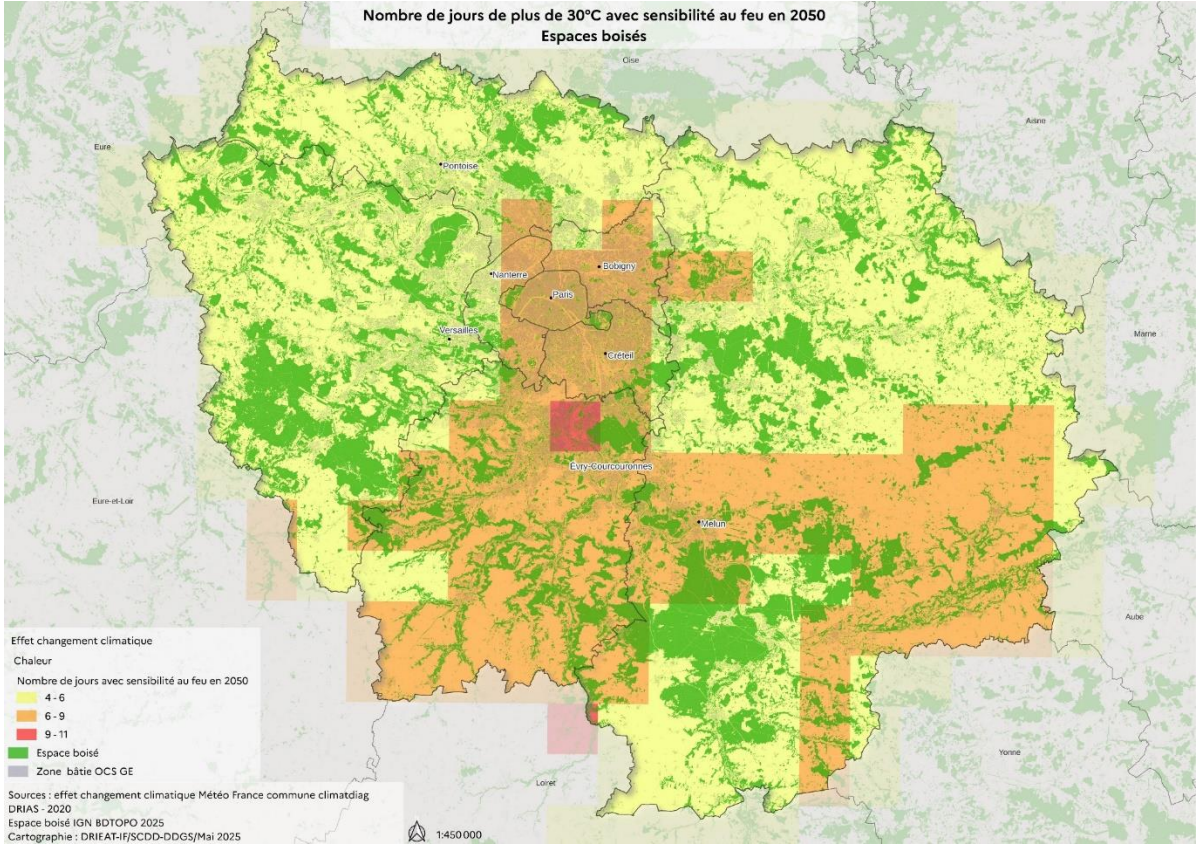 Nombre de jours de plus de 30°C avec sensibilité au feu en 2050
Espaces boisés
Oise
Aisne
Eure
Pontoise
Nanterre
Bobigny
Paris
Versailles
Marne
Créteil
Évry-Courcouronnes
Eure-et-Loir
Melun
Aube
Yonne
Loiret
Effet changement climatique
Chaleur
Nombre de jours avec sensibilité au feu en 2050
4 - 6
6 - 9
9 - 11
Espace boisé
Zone bâtie OCS GE
Sources : effet changement climatique Météo France commune climatdiag
DRIAS - 2020
Espace boisé IGN BDTOPO 2025
Cartographie : DRIEAT-IF/SCDD-DDGS/Mai 2025
1:450 000